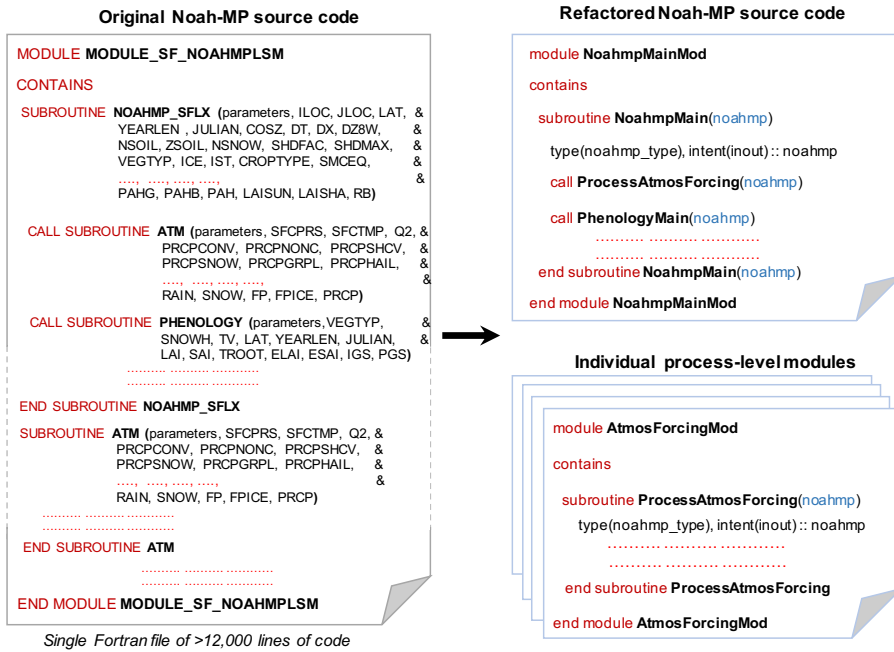 Original Noah-MP source code
MODULE MODULE_SF_NOAHMPLSM
CONTAINS
SUBROUTINE NOAHMP_SFLX (parameters, ILOC, JLOC, LAT, &
YEARLEN , JULIAN, COSZ, DT, DX, DZ8W, &
NSOIL, ZSOIL, NSNOW, SHDFAC, SHDMAX, &
VEGTYP, ICE, IST, CROPTYPE, SMCEQ, &
...., ...., ...., ...., &
PAHG, PAHB, PAH, LAISUN, LAISHA, RB)
CALL SUBROUTINE ATM (parameters, SFCPRS, SFCTMP, Q2, &
PRCPCONV, PRCPNONC, PRCPSHCV, &
PRCPSNOW, PRCPGRPL, PRCPHAIL, &
...., ...., ...., ...., &
RAIN, SNOW, FP, FPICE, PRCP)
CALL SUBROUTINE PHENOLOGY (parameters,VEGTYP, &
SNOWH, TV, LAT, YEARLEN, JULIAN, &
LAI, SAI, TROOT, ELAI, ESAI, IGS, PGS)
.......... .......... ............
.......... .......... ............
END SUBROUTINE NOAHMP_SFLX
SUBROUTINE ATM (parameters, SFCPRS, SFCTMP, Q2, &
PRCPCONV, PRCPNONC, PRCPSHCV, &
PRCPSNOW, PRCPGRPL, PRCPHAIL, &
...., ...., ...., ...., &
RAIN, SNOW, FP, FPICE, PRCP)
.......... .......... ............
.......... .......... ............
END SUBROUTINE ATM
.......... .......... ............
.......... .......... ............
END MODULE MODULE_SF_NOAHMPLSM
Single Fortran file of >12,000 lines of code
Refactored Noah-MP source code
module NoahmpMainMod
contains
subroutine NoahmpMain(noahmp)
type(noahmp_type), intent(inout) :: noahmp
call ProcessAtmosForcing(noahmp)
call PhenologyMain(noahmp)
.......... .......... ............
.......... .......... ............
end subroutine NoahmpMain(noahmp)
end module NoahmpMainMod
Individual process-level modules
module AtmosForcingMod
contains
subroutine ProcessAtmosForcing(noahmp)
type(noahmp_type), intent(inout) :: noahmp
.......... .......... ............
.......... .......... ............
end subroutine ProcessAtmosForcing
end module AtmosForcingMod